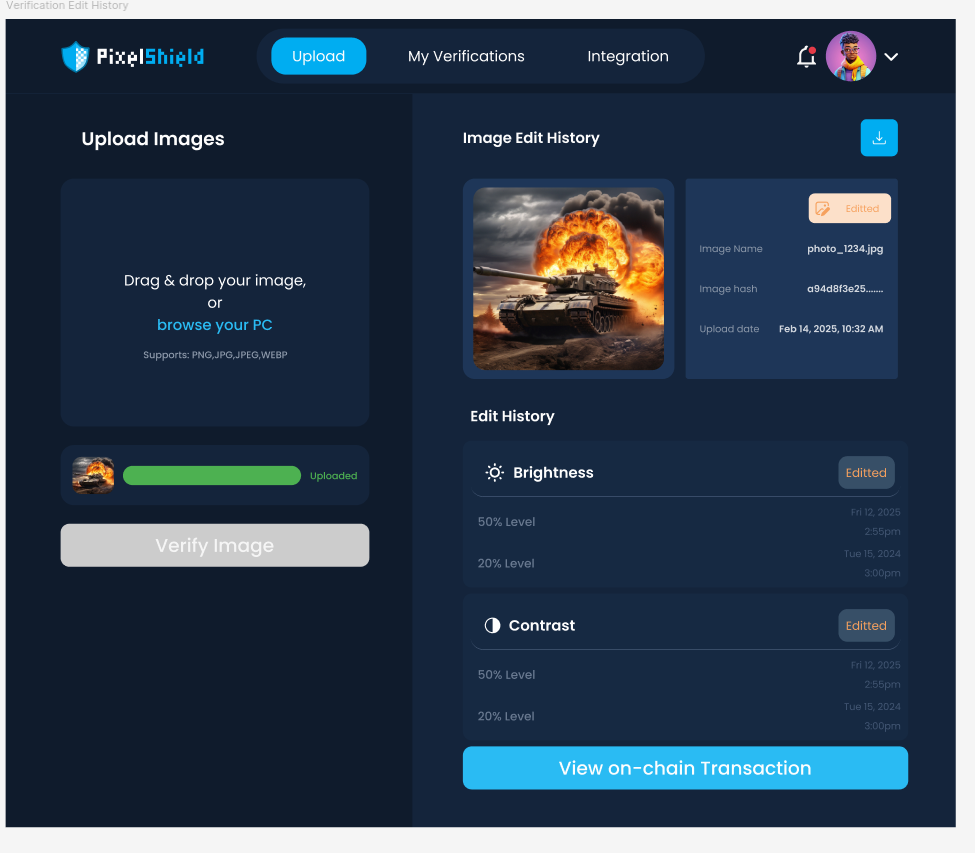 Verification Edit History
PixelShield
Upload
My Verifications
Integration
Upload Images
Drag & drop your image,
or
browse your PC
Supports: PNG,JPG,JPEG,WEBP
Uploaded
Verify Image
Image Edit History
Editted
Image Name photo_1234.jpg
Image hash a94d8f3e25.......
Upload date Feb 14, 2025, 10:32 AM
Edit History
Brightness Editted
50% Level Fri 12, 2025
2:55pm
20% Level Tue 15, 2024
3:00pm
Contrast Editted
50% Level Fri 12, 2025
2:55pm
20% Level Tue 15, 2024
3:00pm
View on-chain Transaction